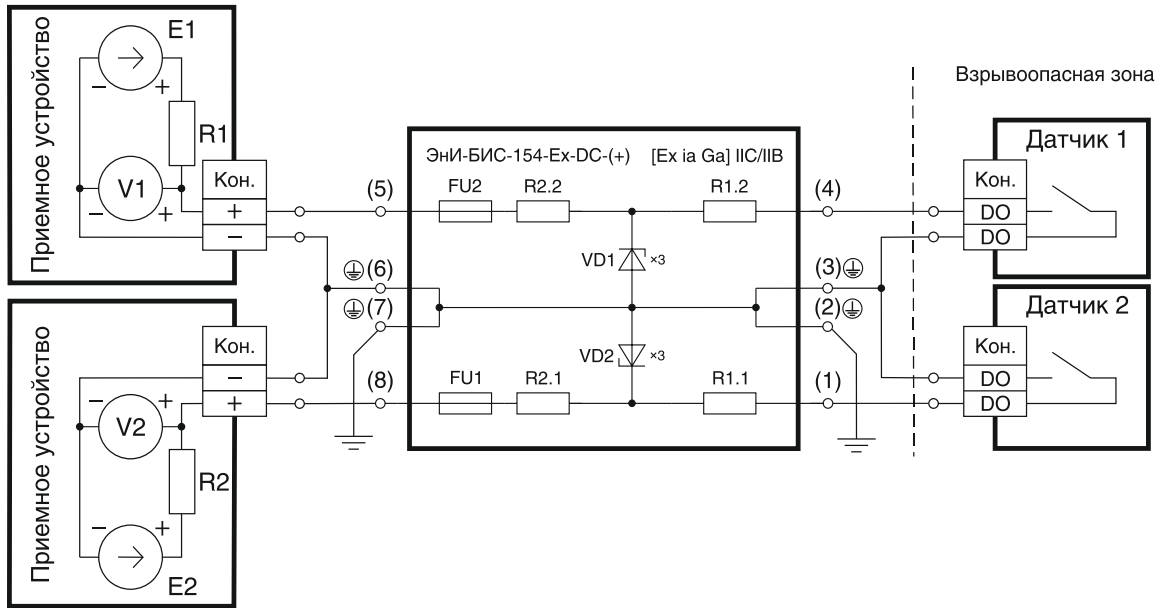 Приемное устройство
E1
−
+
R1
V1
−
+
Кон.
+
−
Приемное устройство
Кон.
−
+
−
+
V2
R2
−
+
E2
(5)
(6)
(7)
(8)
ЭнИ-БИС-154-Ex-DC-(+) [Ex ia Ga] IIC/IIB
FU2 R2.2 R1.2
VD1 ×3
VD2 ×3
FU1 R2.1 R1.1
(4)
(3)
(2)
(1)
Взрывоопасная зона
Датчик 1
Кон.
DO
DO
Датчик 2
Кон.
DO
DO